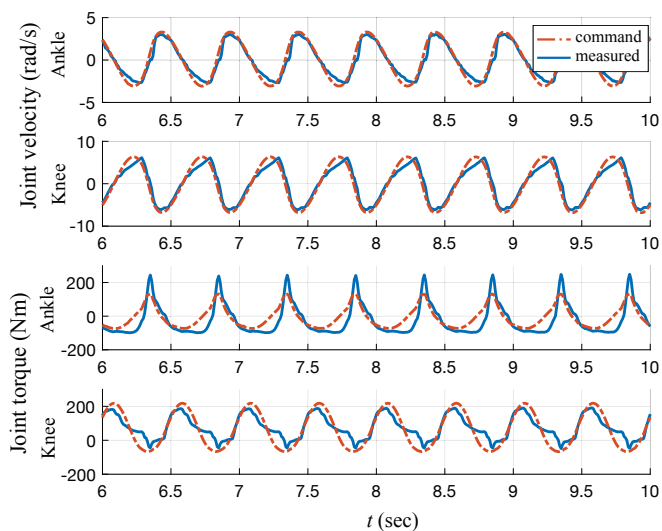 Joint velocity (rad/s)
Ankle
5
0
-5
6 6.5 7 7.5 8 8.5 9 9.5 10
command
measured
Knee
10
0
-10
6 6.5 7 7.5 8 8.5 9 9.5 10
Joint torque (Nm)
Ankle
200
0
-200
6 6.5 7 7.5 8 8.5 9 9.5 10
Knee
200
0
-200
6 6.5 7 7.5 8 8.5 9 9.5 10
t (sec)